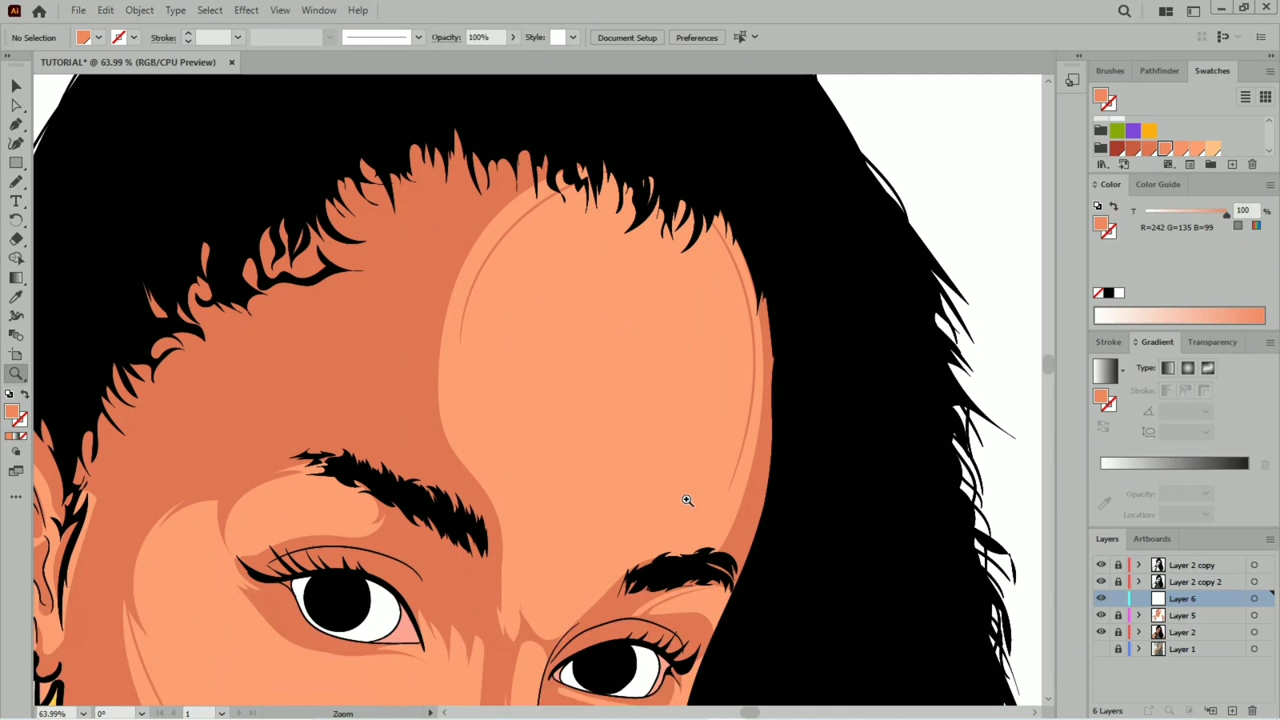 Ai File Edit Object Type Select Effect View Window Help
No Selection Stroke: Opacity: 100% Style: Document Setup Preferences
TUTORIAL* @ 63.99 % (RGB/CPU Preview) ×
Brushes Pathfinder Swatches
Color Color Guide
T 100 %
R=242 G=135 B=99
Stroke Gradient Transparency
Type:
Stroke:
Opacity:
Location:
Layers Artboards
Layer 2 copy
Layer 2 copy 2
Layer 6
Layer 5
Layer 2
Layer 1
63.99% 0° 1 Zoom 6 Layers